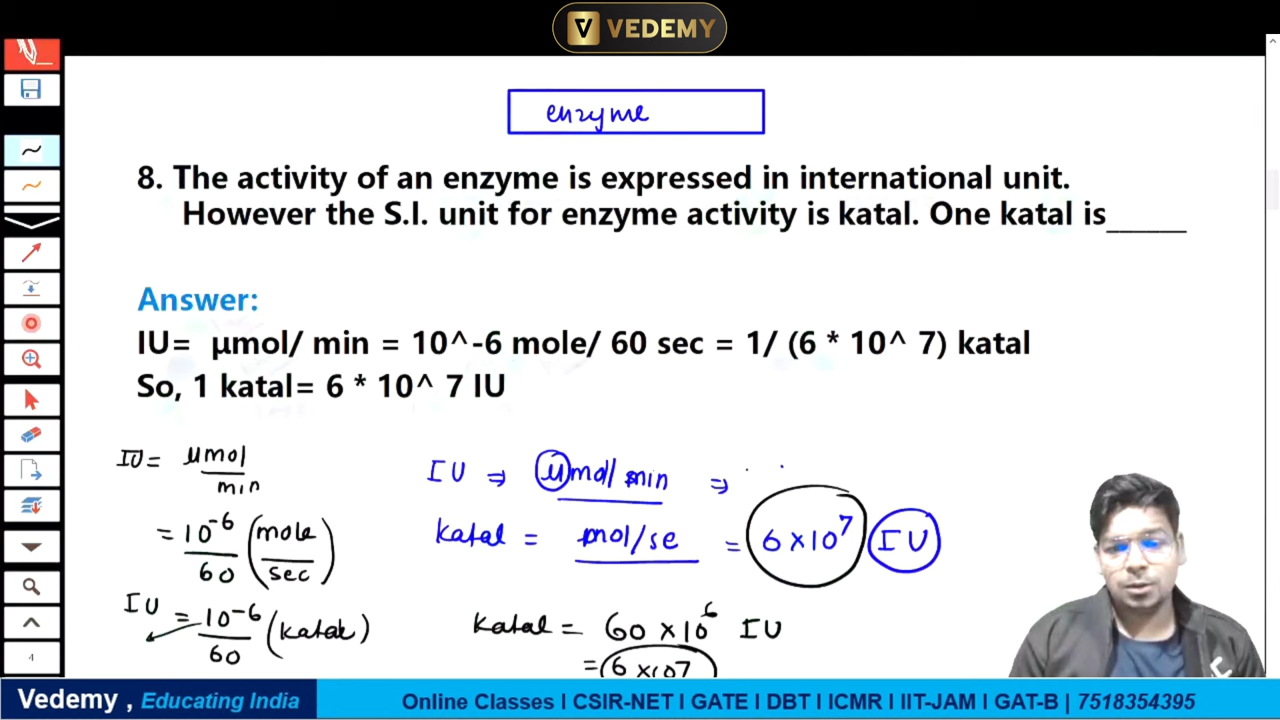 VEDEMY
enzyme
8. The activity of an enzyme is expressed in international unit.
However the S.I. unit for enzyme activity is katal. One katal is_____
Answer:
IU= µmol/ min = 10^-6 mole/ 60 sec = 1/ (6 * 10^ 7) katal
So, 1 katal= 6 * 10^ 7 IU
IU = µmol / min
= 10^-6 / 60 (mole / sec)
IU = 10^-6 / 60 (katal)
IU ⇒ µmol/min ⇒
Katal = mol/se = 6 × 10^7 IU
Katal = 60 × 10^6 IU
= 6 × 10^7
Vedemy , Educating India
Online Classes I CSIR-NET I GATE I DBT I ICMR I IIT-JAM I GAT-B | 7518354395